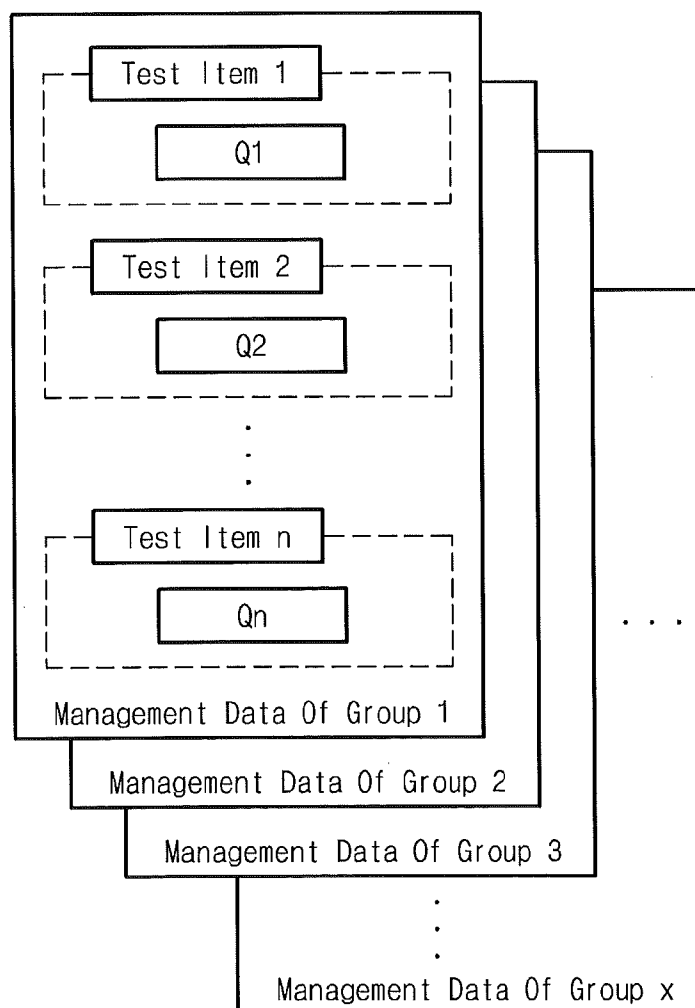 Test Item 1
Q1
Test Item 2
Q2
.
.
.
Test Item n
Qn
. . .
Management Data Of Group 1
Management Data Of Group 2
Management Data Of Group 3
.
.
.
Management Data Of Group x